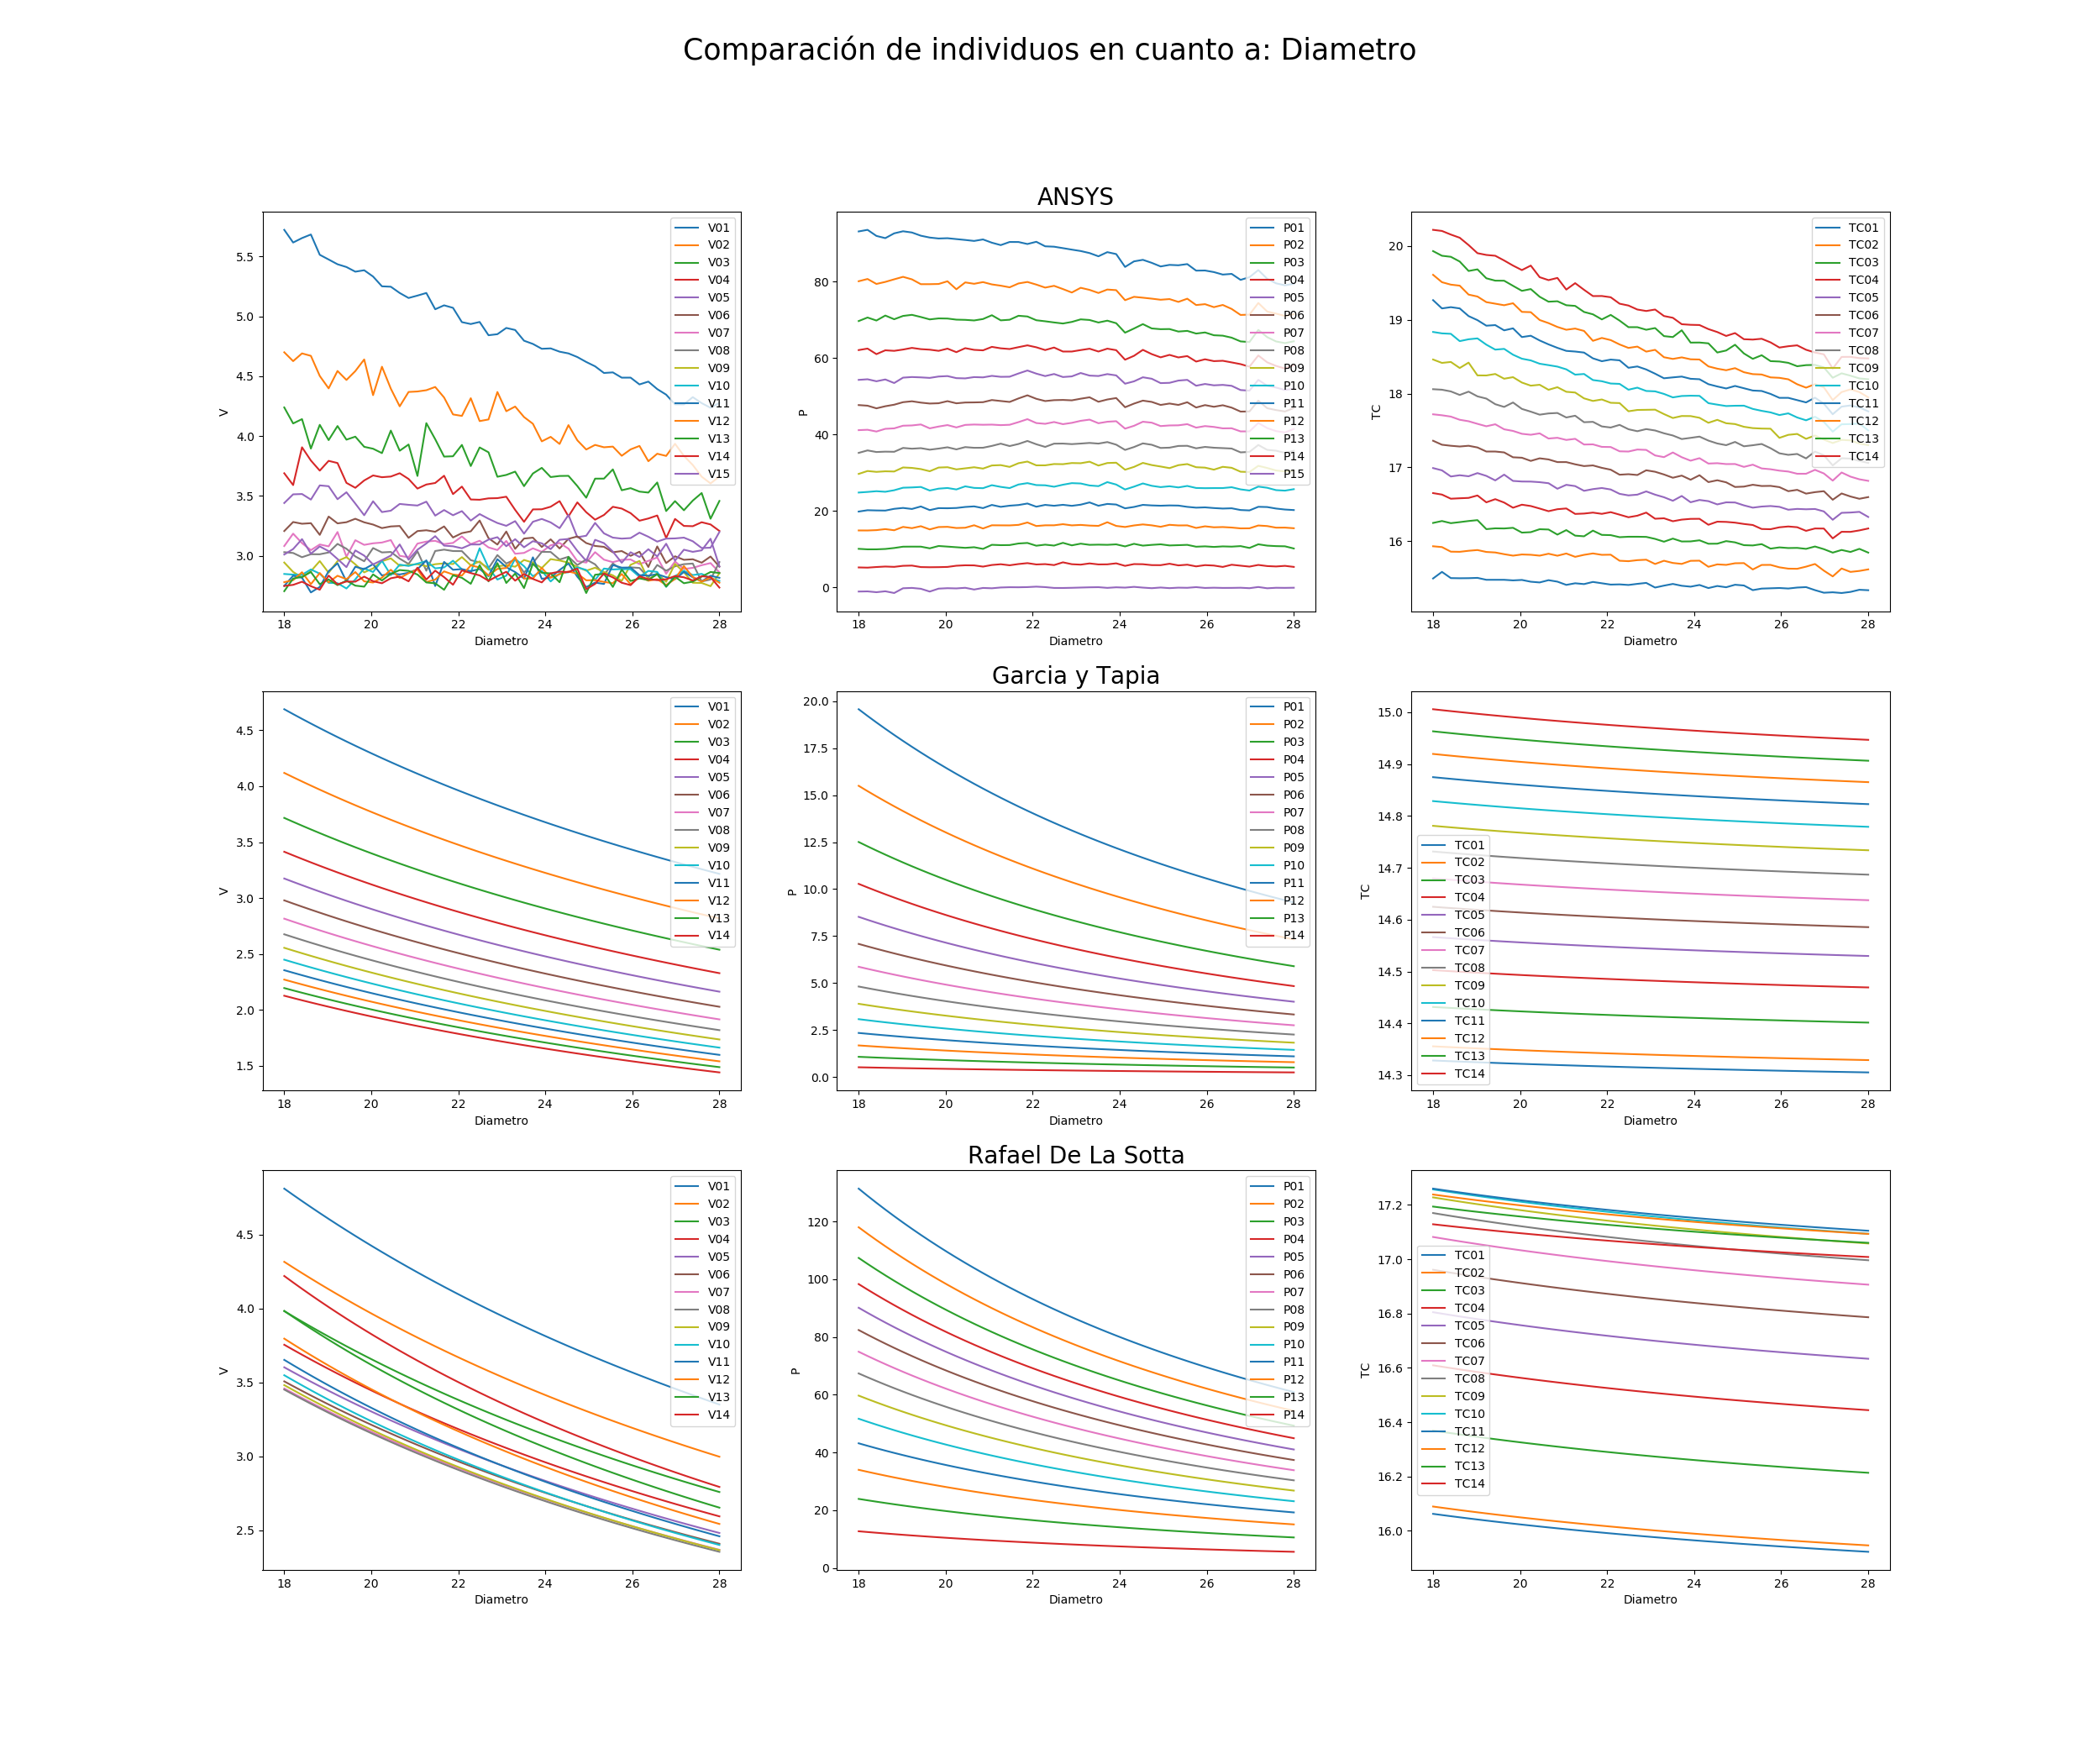 Comparación de individuos en cuanto a: Diametro
ANSYS
V
5.5
5.0
4.5
4.0
3.5
3.0
18 20 22 24 26 28
Diametro
V01
V02
V03
V04
V05
V06
V07
V08
V09
V10
V11
V12
V13
V14
V15
P
80
60
40
20
0
18 20 22 24 26 28
Diametro
P01
P02
P03
P04
P05
P06
P07
P08
P09
P10
P11
P12
P13
P14
P15
TC
20
19
18
17
16
18 20 22 24 26 28
Diametro
TC01
TC02
TC03
TC04
TC05
TC06
TC07
TC08
TC09
TC10
TC11
TC12
TC13
TC14
Garcia y Tapia
V
4.5
4.0
3.5
3.0
2.5
2.0
1.5
18 20 22 24 26 28
Diametro
V01
V02
V03
V04
V05
V06
V07
V08
V09
V10
V11
V12
V13
V14
P
20.0
17.5
15.0
12.5
10.0
7.5
5.0
2.5
0.0
18 20 22 24 26 28
Diametro
P01
P02
P03
P04
P05
P06
P07
P08
P09
P10
P11
P12
P13
P14
TC
15.0
14.9
14.8
14.7
14.6
14.5
14.4
14.3
18 20 22 24 26 28
Diametro
TC01
TC02
TC03
TC04
TC05
TC06
TC07
TC08
TC09
TC10
TC11
TC12
TC13
TC14
Rafael De La Sotta
V
4.5
4.0
3.5
3.0
2.5
18 20 22 24 26 28
Diametro
V01
V02
V03
V04
V05
V06
V07
V08
V09
V10
V11
V12
V13
V14
P
120
100
80
60
40
20
0
18 20 22 24 26 28
Diametro
P01
P02
P03
P04
P05
P06
P07
P08
P09
P10
P11
P12
P13
P14
TC
17.2
17.0
16.8
16.6
16.4
16.2
16.0
18 20 22 24 26 28
Diametro
TC01
TC02
TC03
TC04
TC05
TC06
TC07
TC08
TC09
TC10
TC11
TC12
TC13
TC14